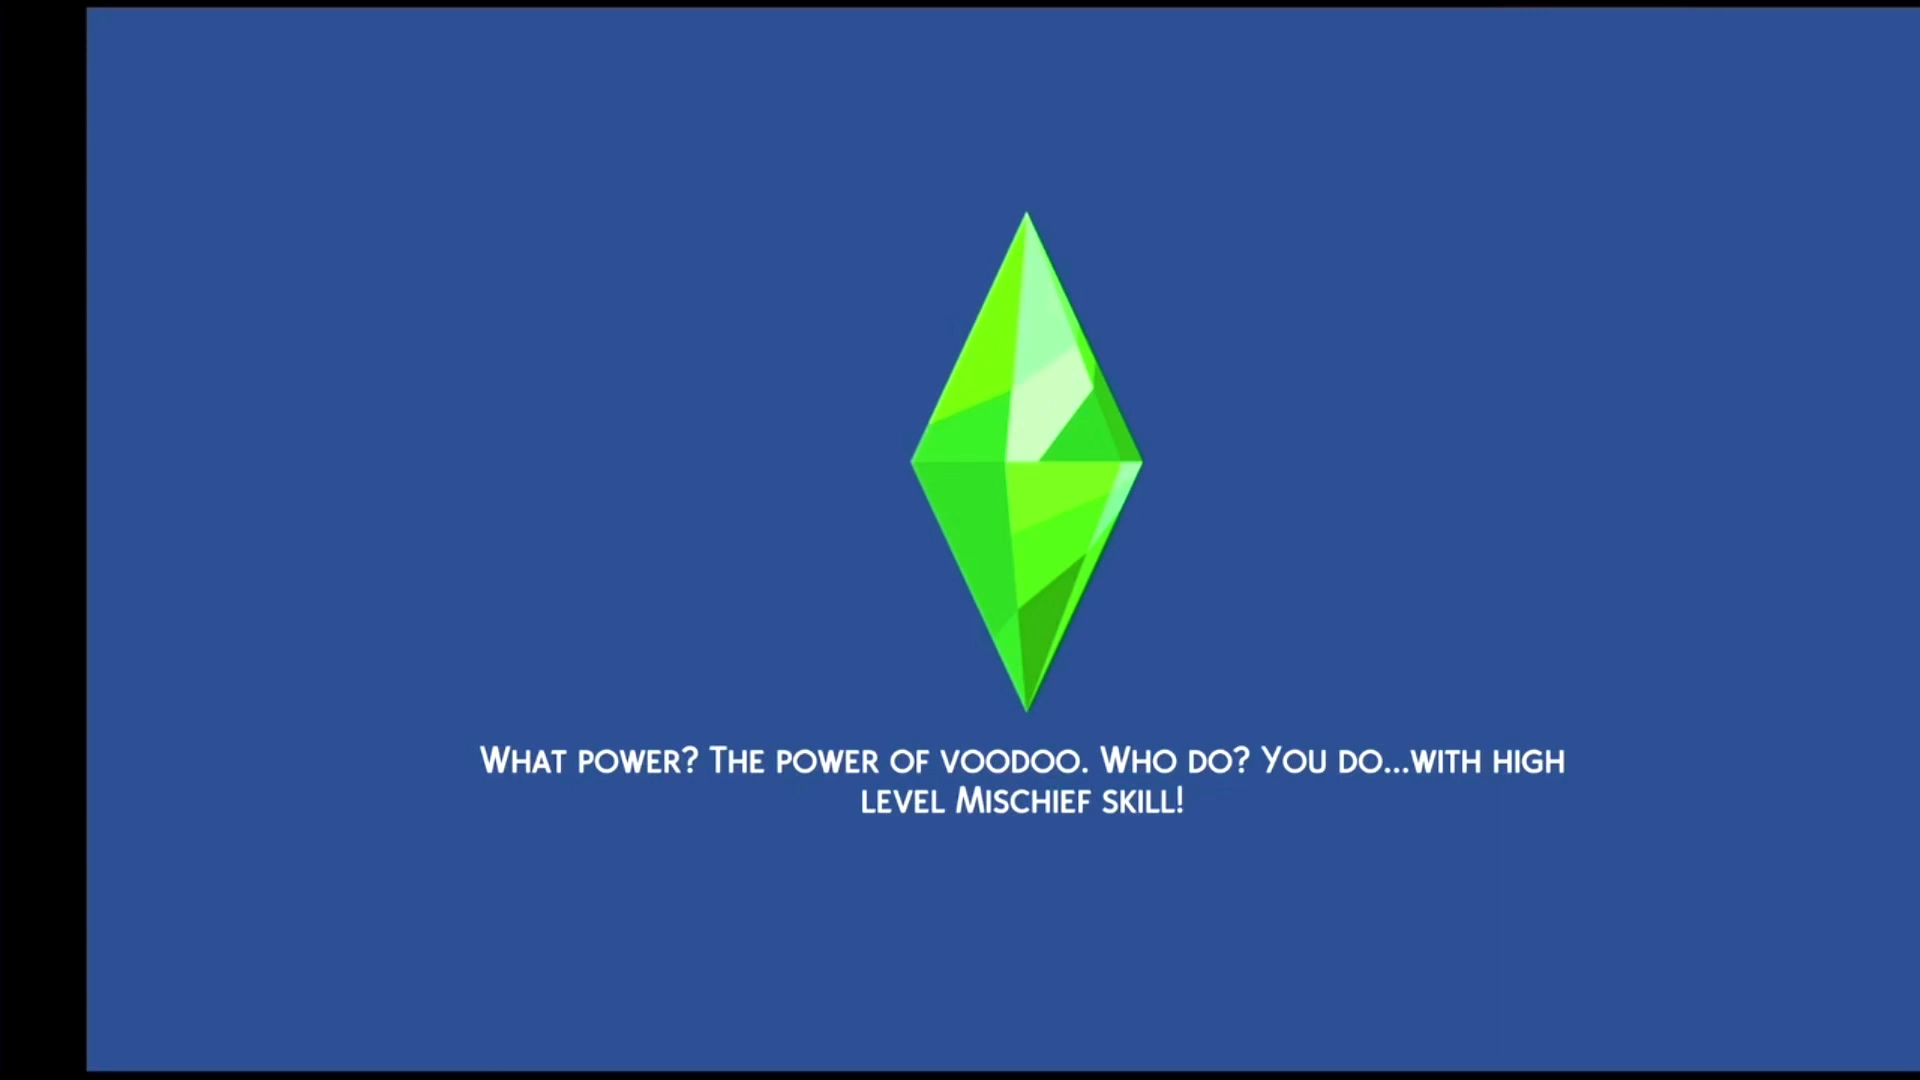 What power? The power of voodoo. Who do? You do...with high
level Mischief skill!